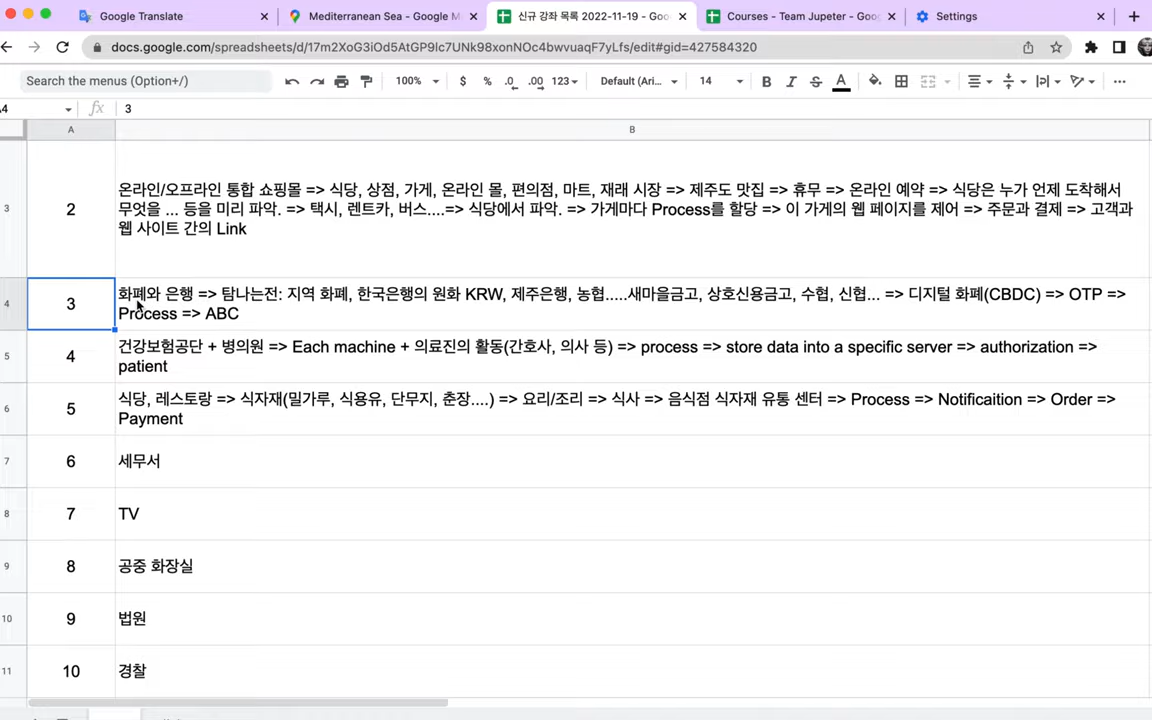 Google Translate
Mediterranean Sea - Google M
신규 강좌 목록 2022-11-19 - Goo
Courses - Team Jupeter - Goo
Settings
docs.google.com/spreadsheets/d/17m2XoG3iOd5AtGP9Ic7UNk98xonNOc4bwvuaqF7yLfs/edit#gid=427584320
Search the menus (Option+/)
100%
$ % .0 .00 123
Default (Ari...
14
B I S A
A4
fx 3
A B
3
2
온라인/오프라인 통합 쇼핑몰 => 식당, 상점, 가게, 온라인 몰, 편의점, 마트, 재래 시장 => 제주도 맛집 => 휴무 => 온라인 예약 => 식당은 누가 언제 도착해서
무엇을 ... 등을 미리 파악. => 택시, 렌트카, 버스....=> 식당에서 파악. => 가게마다 Process를 할당 => 이 가게의 웹 페이지를 제어 => 주문과 결제 => 고객과
웹 사이트 간의 Link
4
3
화폐와 은행 => 탐나는전: 지역 화폐, 한국은행의 원화 KRW, 제주은행, 농협.....새마을금고, 상호신용금고, 수협, 신협... => 디지털 화폐(CBDC) => OTP =>
Process => ABC
5
4
건강보험공단 + 병의원 => Each machine + 의료진의 활동(간호사, 의사 등) => process => store data into a specific server => authorization =>
patient
6
5
식당, 레스토랑 => 식자재(밀가루, 식용유, 단무지, 춘장....) => 요리/조리 => 식사 => 음식점 식자재 유통 센터 => Process => Notificaition => Order =>
Payment
7
6
세무서
8
7
TV
9
8
공중 화장실
10
9
법원
11
10
경찰